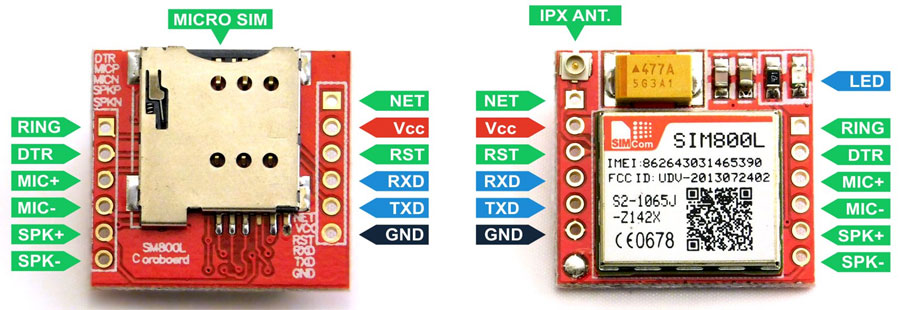 MICRO SIM
DTR
MICP
MICN
SPKP
SPKN
RING
DTR
MIC+
MIC-
SPK+
SPK-
NET
Vcc
RST
RXD
TXD
GND
NET
VCC
RST
RXD
TXD
GND
SM800L
Coreboard
IPX ANT.
477A
5G3A1
LED
NET
Vcc
RST
RXD
TXD
GND
SIMCom
SIM800L
IMEI:862643031465390
FCC ID: UDV-2013072402
S2-1065J
-Z142X
CE0678
RING
DTR
MIC+
MIC-
SPK+
SPK-